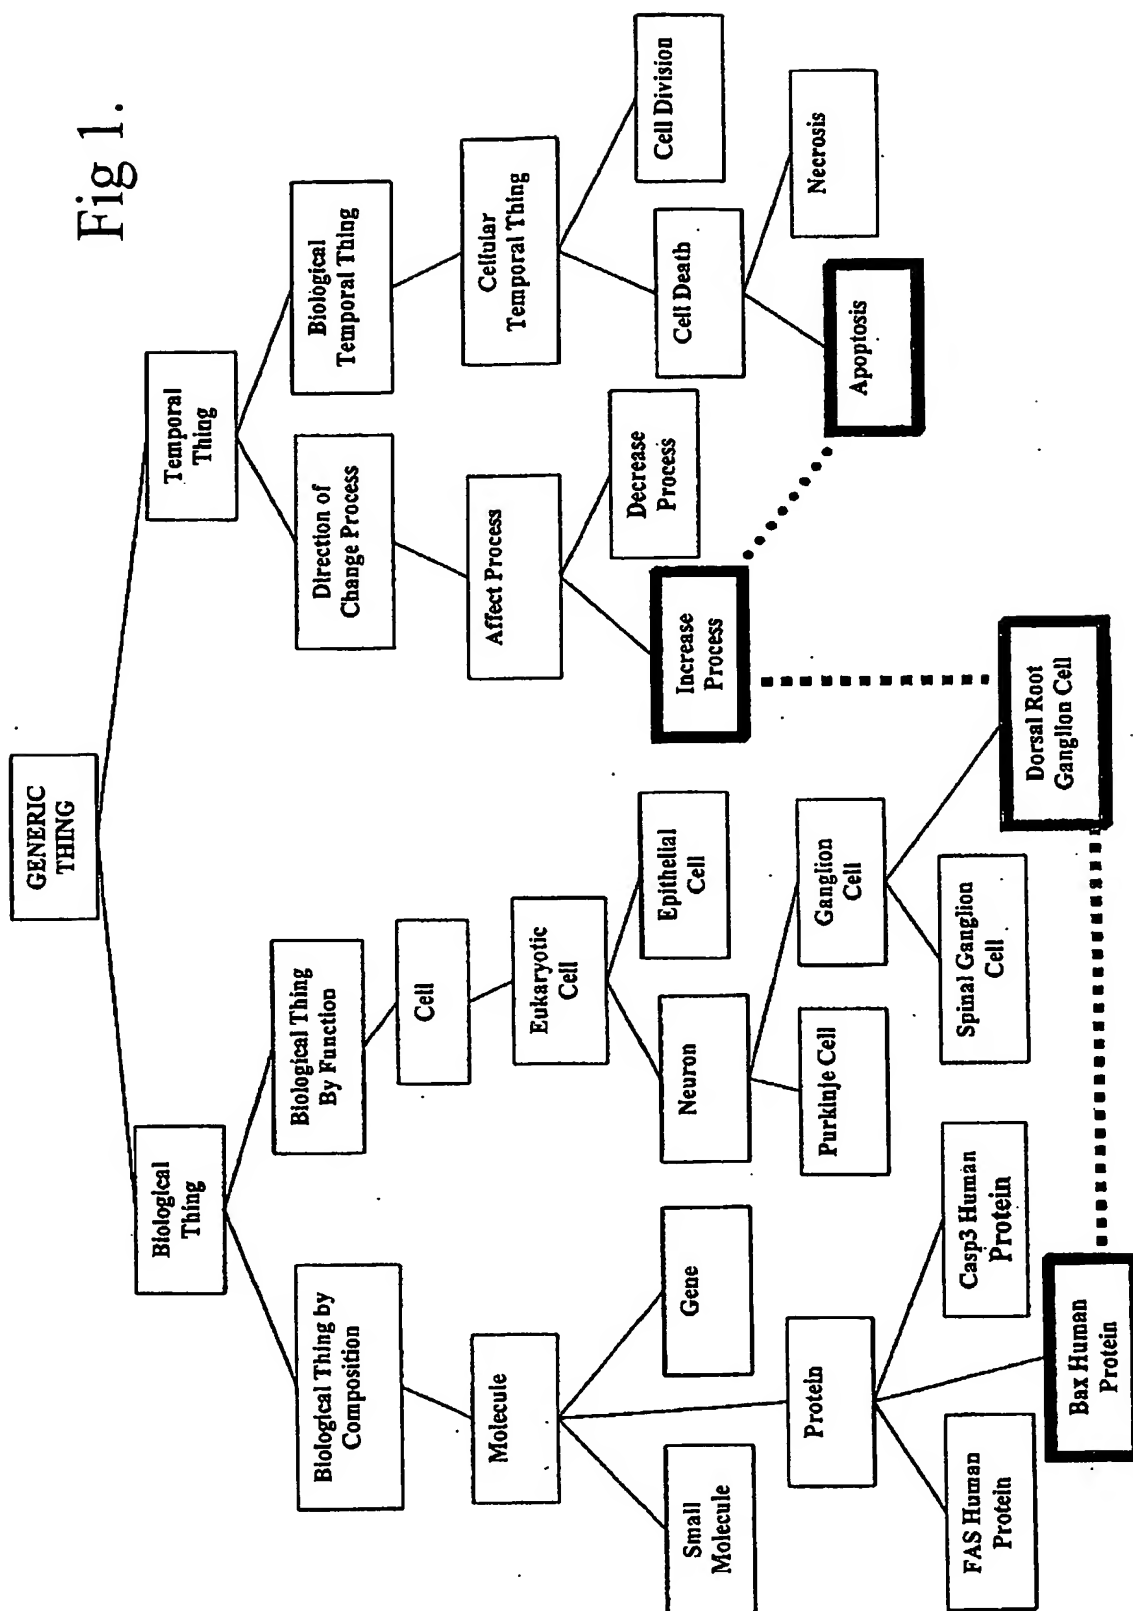 Fig 1.
GENERIC
THING
Biological
Thing
Temporal
Thing
Biological Thing by
Composition
Biological Thing
By Function
Direction of
Change Process
Biological
Temporal Thing
Molecule
Cell
Affect Process
Cellular
Temporal Thing
Eukaryotic
Cell
Small
Molecule
Gene
Neuron
Epithelial
Cell
Increase
Process
Decrease
Process
Cell Death
Cell Division
Protein
Purkinje Cell
Ganglion
Cell
Apoptosis
Necrosis
FAS Human
Protein
Casp3 Human
Protein
Spinal Ganglion
Cell
Dorsal Root
Ganglion Cell
Bax Human
Protein